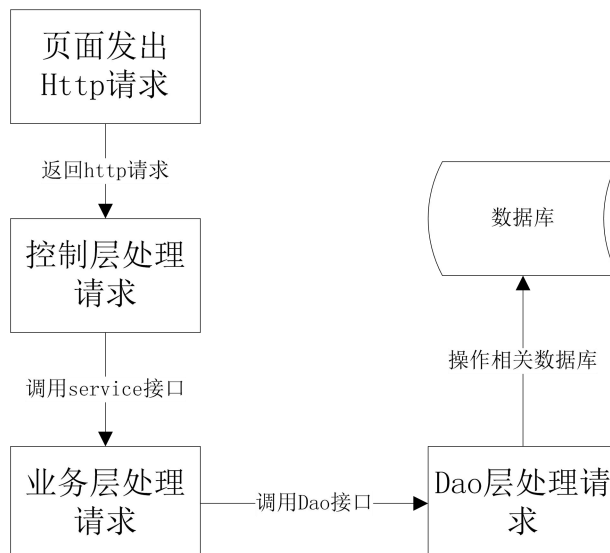 页面发出
Http请求
返回http请求
控制层处理
请求
数据库
操作相关数据库
调用service接口
业务层处理
请求
调用Dao接口
Dao层处理请
求